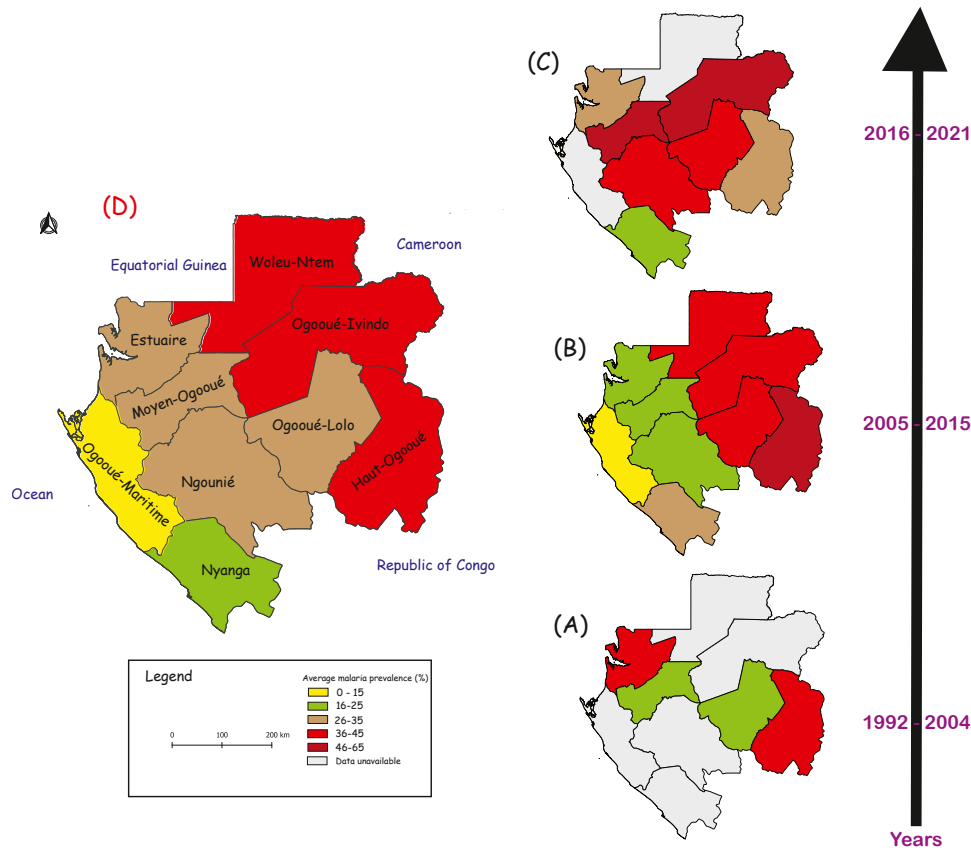 (C)
2016 - 2021
(D)
Cameroon
Equatorial Guinea
Woleu-Ntem
Ogooué-Ivindo
Estuaire
Moyen-Ogooué
Ogooué-Lolo
Haut-Ogooué
Ogooué-Maritime
Ngounié
Ocean
Republic of Congo
Nyanga
(B)
2005 - 2015
(A)
1992 - 2004
Years
Legend
Average malaria prevalence (%)
0 - 15
16-25
26-35
36-45
46-65
Data unavailable
0 100 200 km